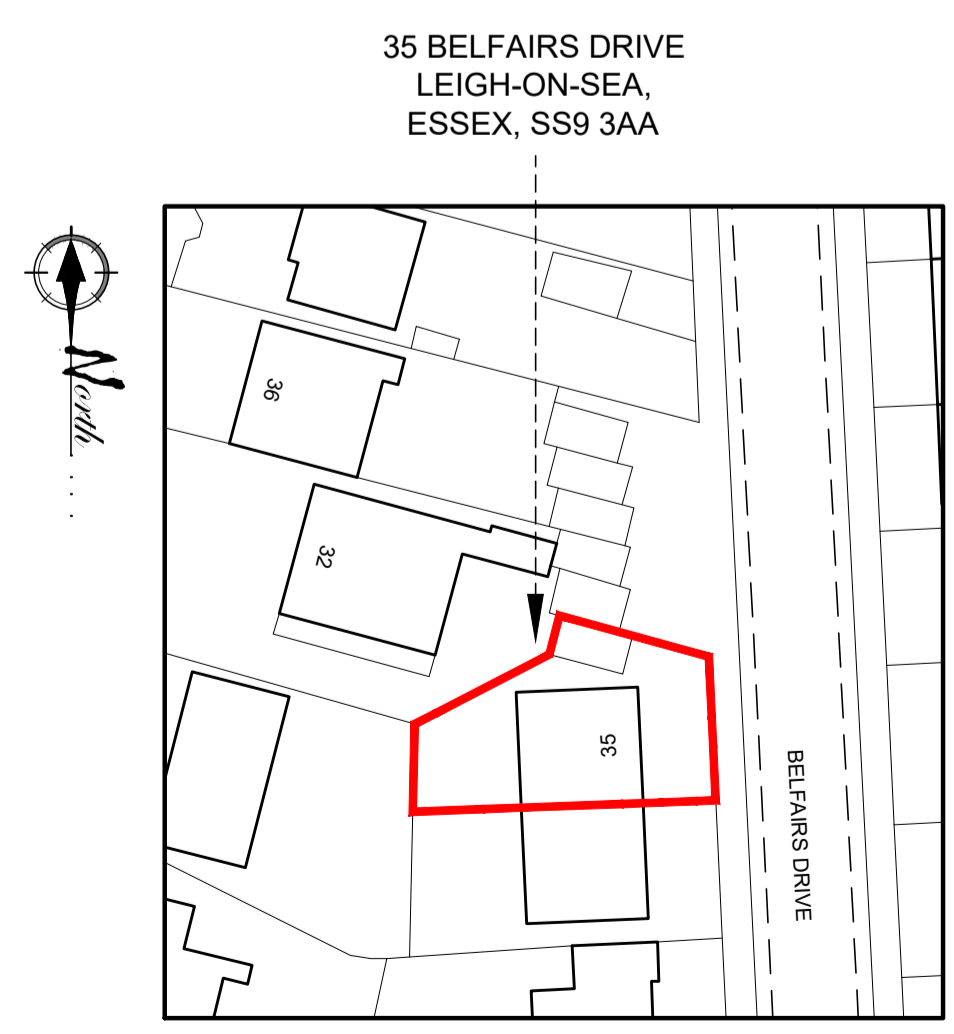 35 BELFAIRS DRIVE
LEIGH-ON-SEA,
ESSEX, SS9 3AA
North
36
32
35
BELFAIRS DRIVE